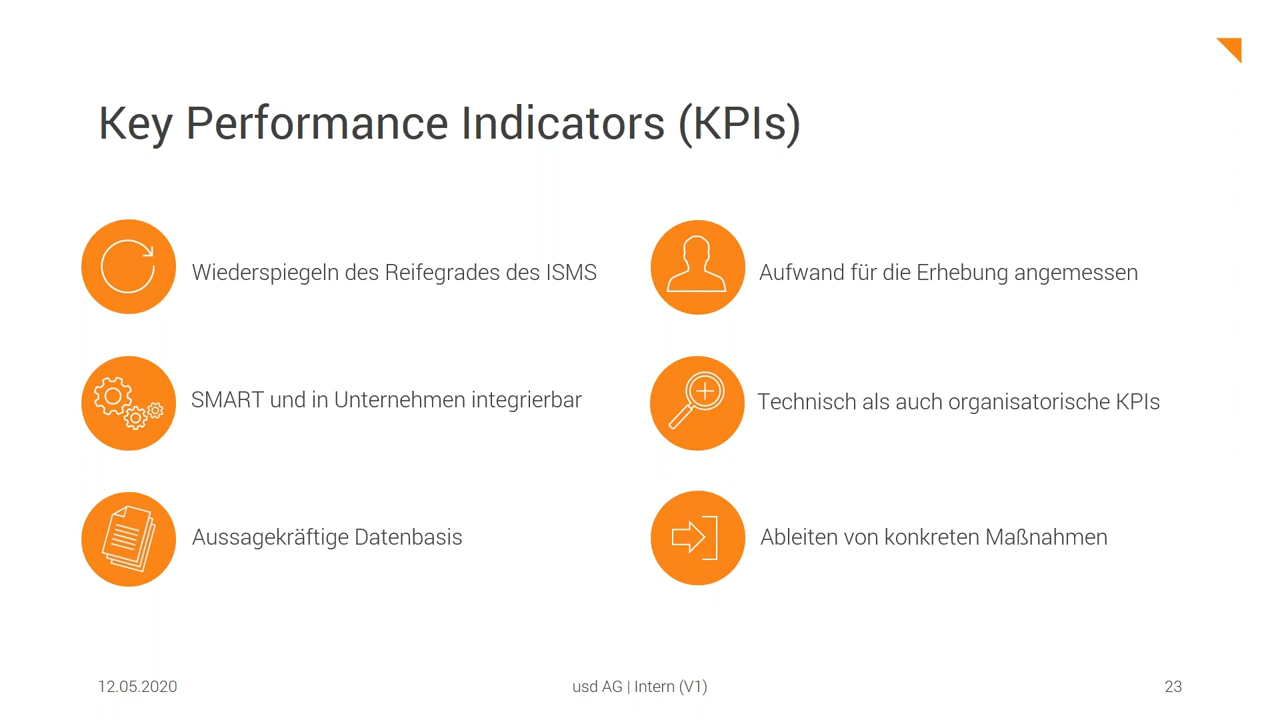 Key Performance Indicators (KPIs)
Wiederspiegeln des Reifegrades des ISMS
Aufwand für die Erhebung angemessen
SMART und in Unternehmen integrierbar
Technisch als auch organisatorische KPIs
Aussagekräftige Datenbasis
Ableiten von konkreten Maßnahmen
12.05.2020
usd AG | Intern (V1)
23